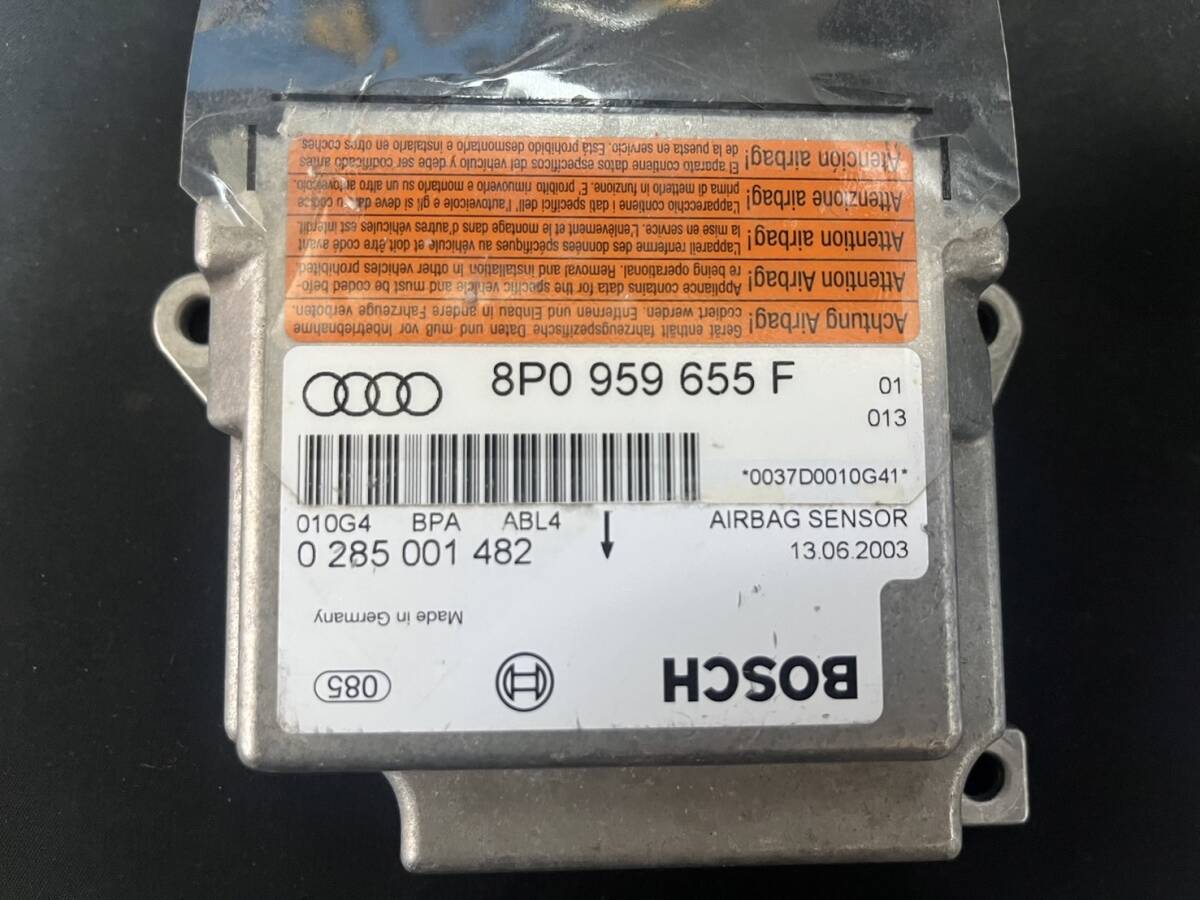 Achtung Airbag!
Gerät enthält fahrzeugspezifische Daten und muß vor Inbetriebnahme
codiert werden. Entfernen und Einbau in andere Fahrzeuge verboten.
Attention Airbag!
Appliance contains data for the specific vehicle and must be coded befo-
re being operational. Removal and installation in other vehicles prohibited
Attention airbag!
L'appareil renferme des données spécifiques au véhicule et doit être codé avant
la mise en service. L'enlèvement et le montage dans d'autres véhicules est interdit.
Attenzione airbag!
L'apparecchio contiene i dati specifici dell'autoveicolo e gli si deve dare
prima di metterlo in funzione. E' proibito rimuoverlo e montarlo su un altro autoveicolo.
Atención airbag!
El aparato contiene datos específicos del vehículo y debe ser codificado antes
de la puesta en servicio. Está prohibido desmontarlo e instalarlo en otros coches.
8P0 959 655 F
01
013
*0037D0010G41*
010G4 BPA ABL4
AIRBAG SENSOR
0 285 001 482
13.06.2003
Made in Germany
085
BOSCH